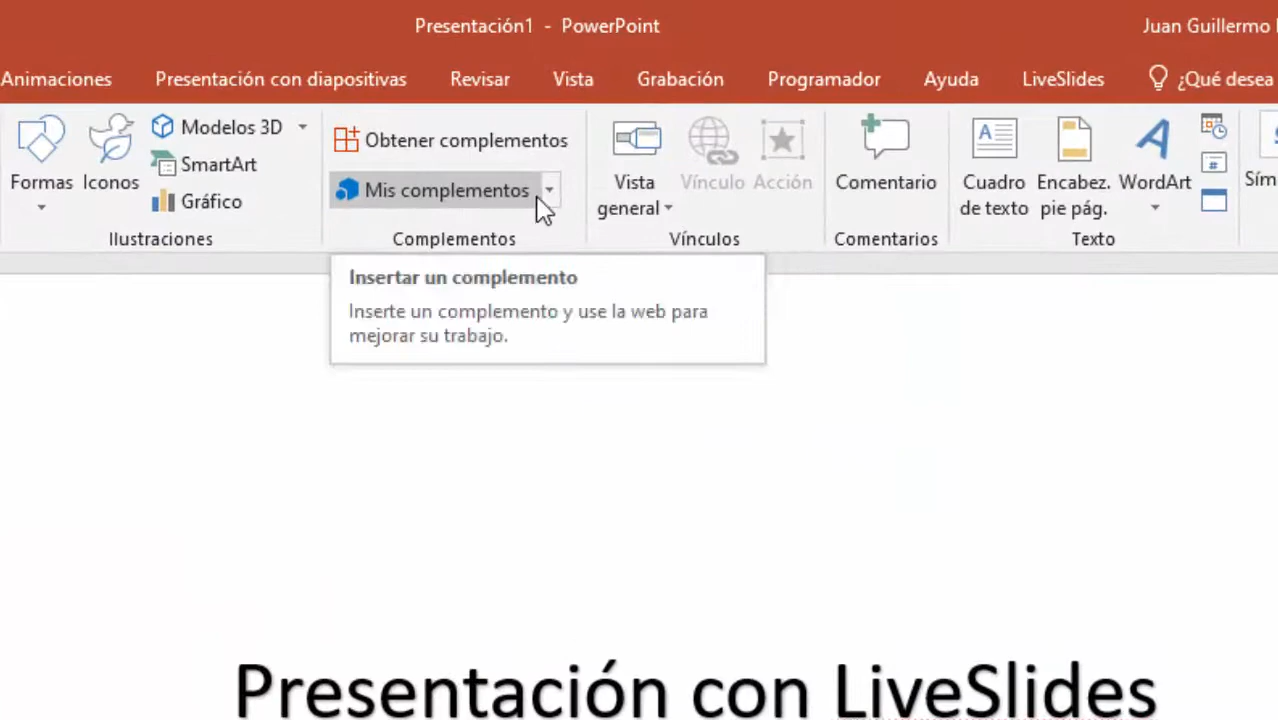 Presentación1 - PowerPoint
Juan Guillermo
Animaciones Presentación con diapositivas Revisar Vista Grabación Programador Ayuda LiveSlides ¿Qué desea
Formas
Iconos
Modelos 3D
SmartArt
Gráfico
Ilustraciones
Obtener complementos
Mis complementos
Complementos
Vista
general
Vínculo
Acción
Vínculos
Comentario
Comentarios
Cuadro
de texto
Encabez.
pie pág.
WordArt
Texto
Insertar un complemento
Inserte un complemento y use la web para
mejorar su trabajo.
Presentación con LiveSlides